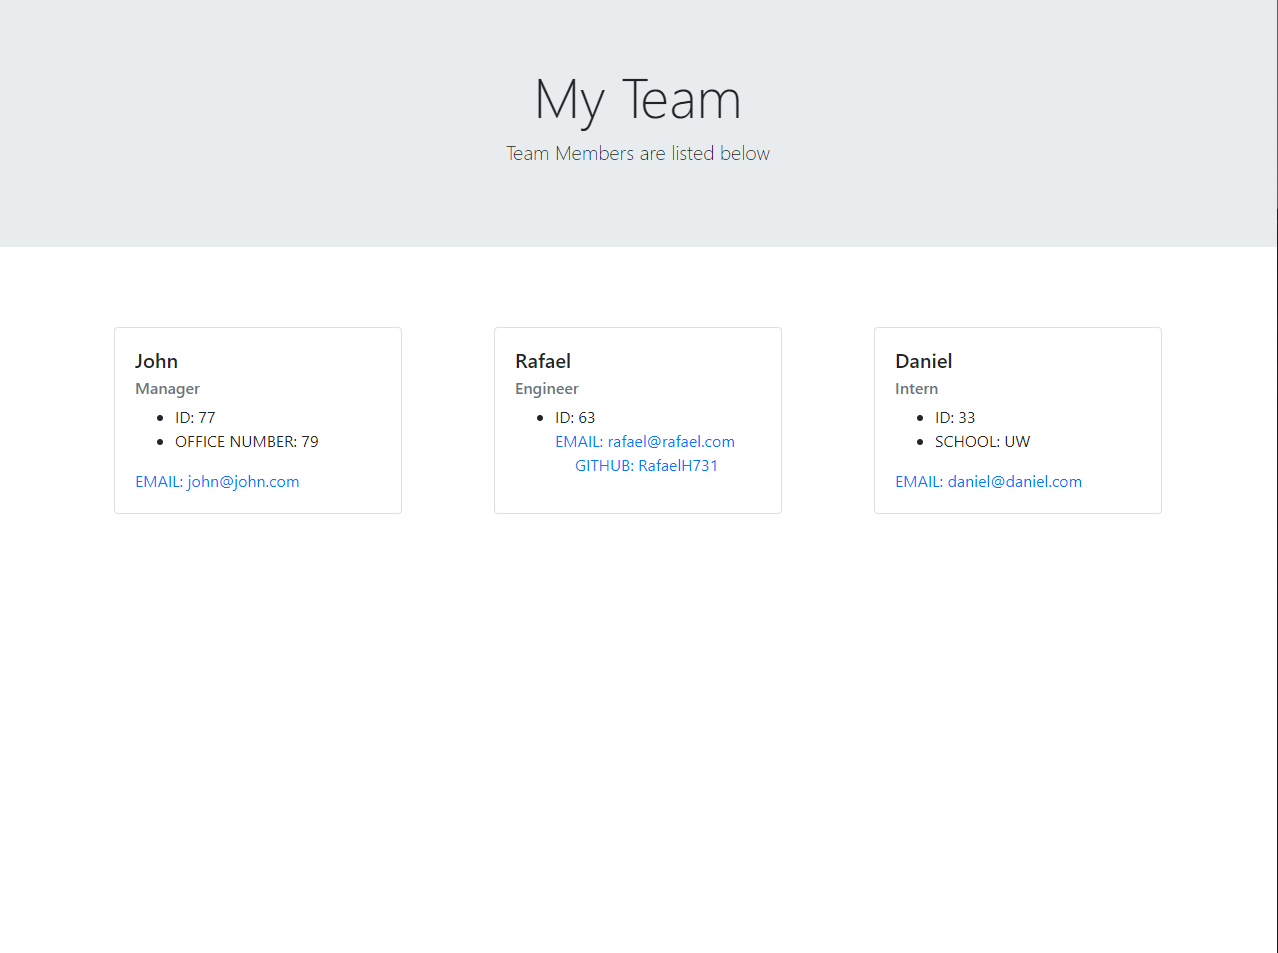 My Team
Team Members are listed below
John
Manager
ID: 77
OFFICE NUMBER: 79
EMAIL: john@john.com
Rafael
Engineer
ID: 63
EMAIL: rafael@rafael.com
GITHUB: RafaelH731
Daniel
Intern
ID: 33
SCHOOL: UW
EMAIL: daniel@daniel.com